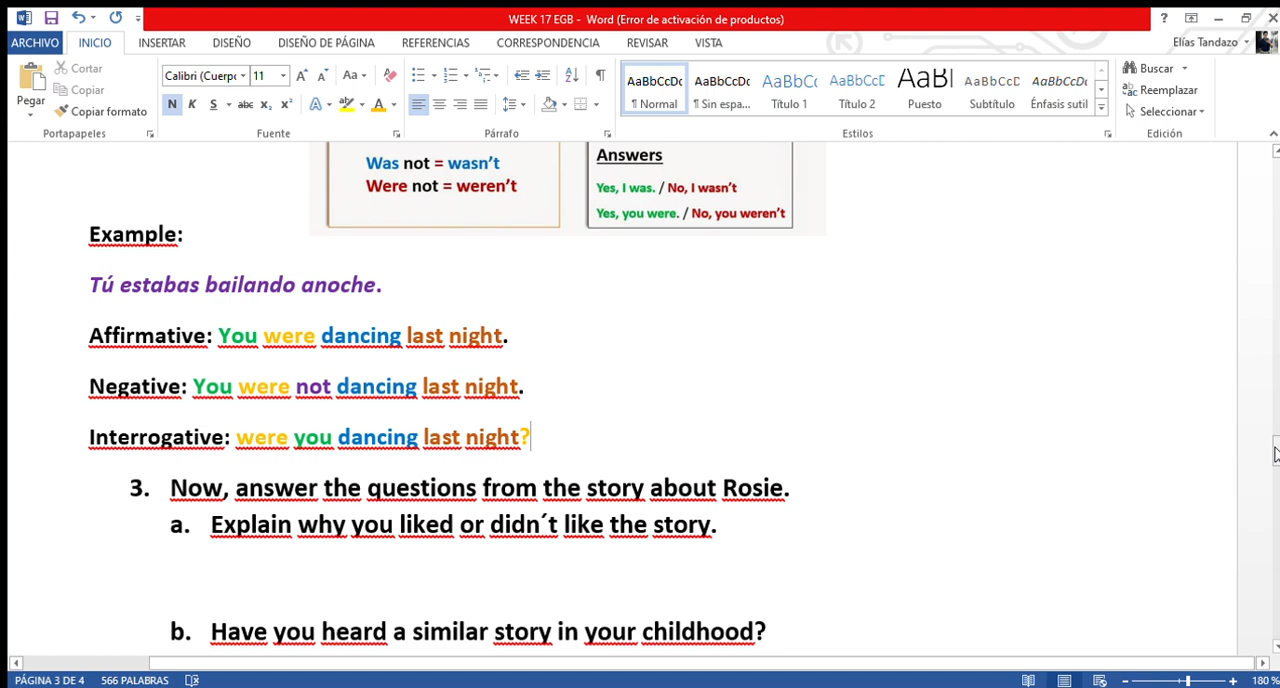 WEEK 17 EGB - Word (Error de activación de productos)
ARCHIVO INICIO INSERTAR DISEÑO DISEÑO DE PÁGINA REFERENCIAS CORRESPONDENCIA REVISAR VISTA Elías Tandazo
Cortar
Copiar
Copiar formato
Pegar
Portapapeles
Calibri (Cuerpo 11
Aa
N K S abc x₂ x²
Fuente
Párrafo
AaBbCcDc AaBbCcDc AaBbCc AaBbCcD AaBl AaBbCcD AaBbCcDc
¶ Normal ¶ Sin espa... Título 1 Título 2 Puesto Subtítulo Énfasis sutil
Estilos
Buscar
Reemplazar
Seleccionar
Edición
Was not = wasn't
Were not = weren't
Answers
Yes, I was. / No, I wasn't
Yes, you were. / No, you weren't
Example:
Tú estabas bailando anoche.
Affirmative: You were dancing last night.
Negative: You were not dancing last night.
Interrogative: were you dancing last night?
3. Now, answer the questions from the story about Rosie.
a. Explain why you liked or didn´t like the story.
b. Have you heard a similar story in your childhood?
PÁGINA 3 DE 4 566 PALABRAS 180 %